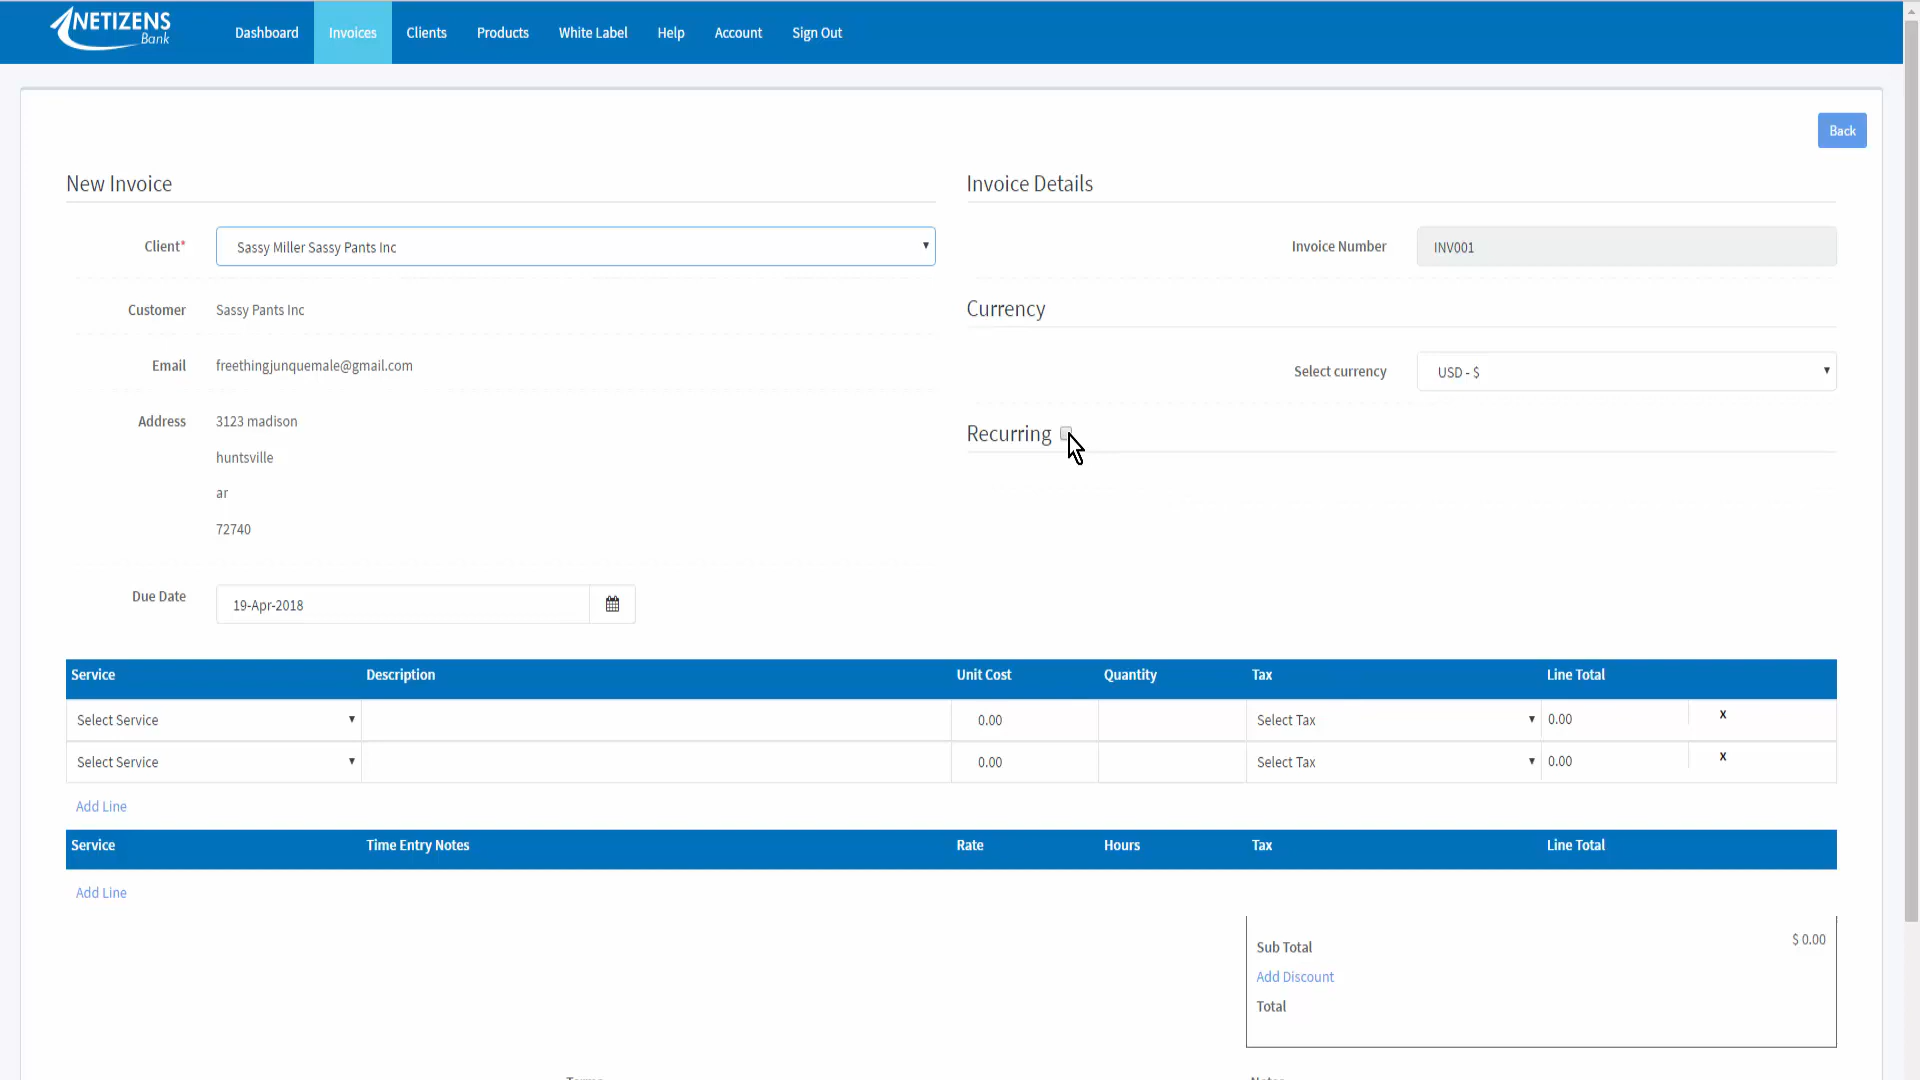 NETIZENS
Bank
Dashboard Invoices Clients Products White Label Help Account Sign Out
Back
New Invoice
Client* Sassy Miller Sassy Pants Inc
Customer Sassy Pants Inc
Email freethingjunquemale@gmail.com
Address 3123 madison
huntsville
ar
72740
Due Date 19-Apr-2018
Invoice Details
Invoice Number INV001
Currency
Select currency USD - $
Recurring
Service Description Unit Cost Quantity Tax Line Total
Select Service 0.00 Select Tax 0.00 x
Select Service 0.00 Select Tax 0.00 x
Add Line
Service Time Entry Notes Rate Hours Tax Line Total
Add Line
Sub Total $ 0.00
Add Discount
Total